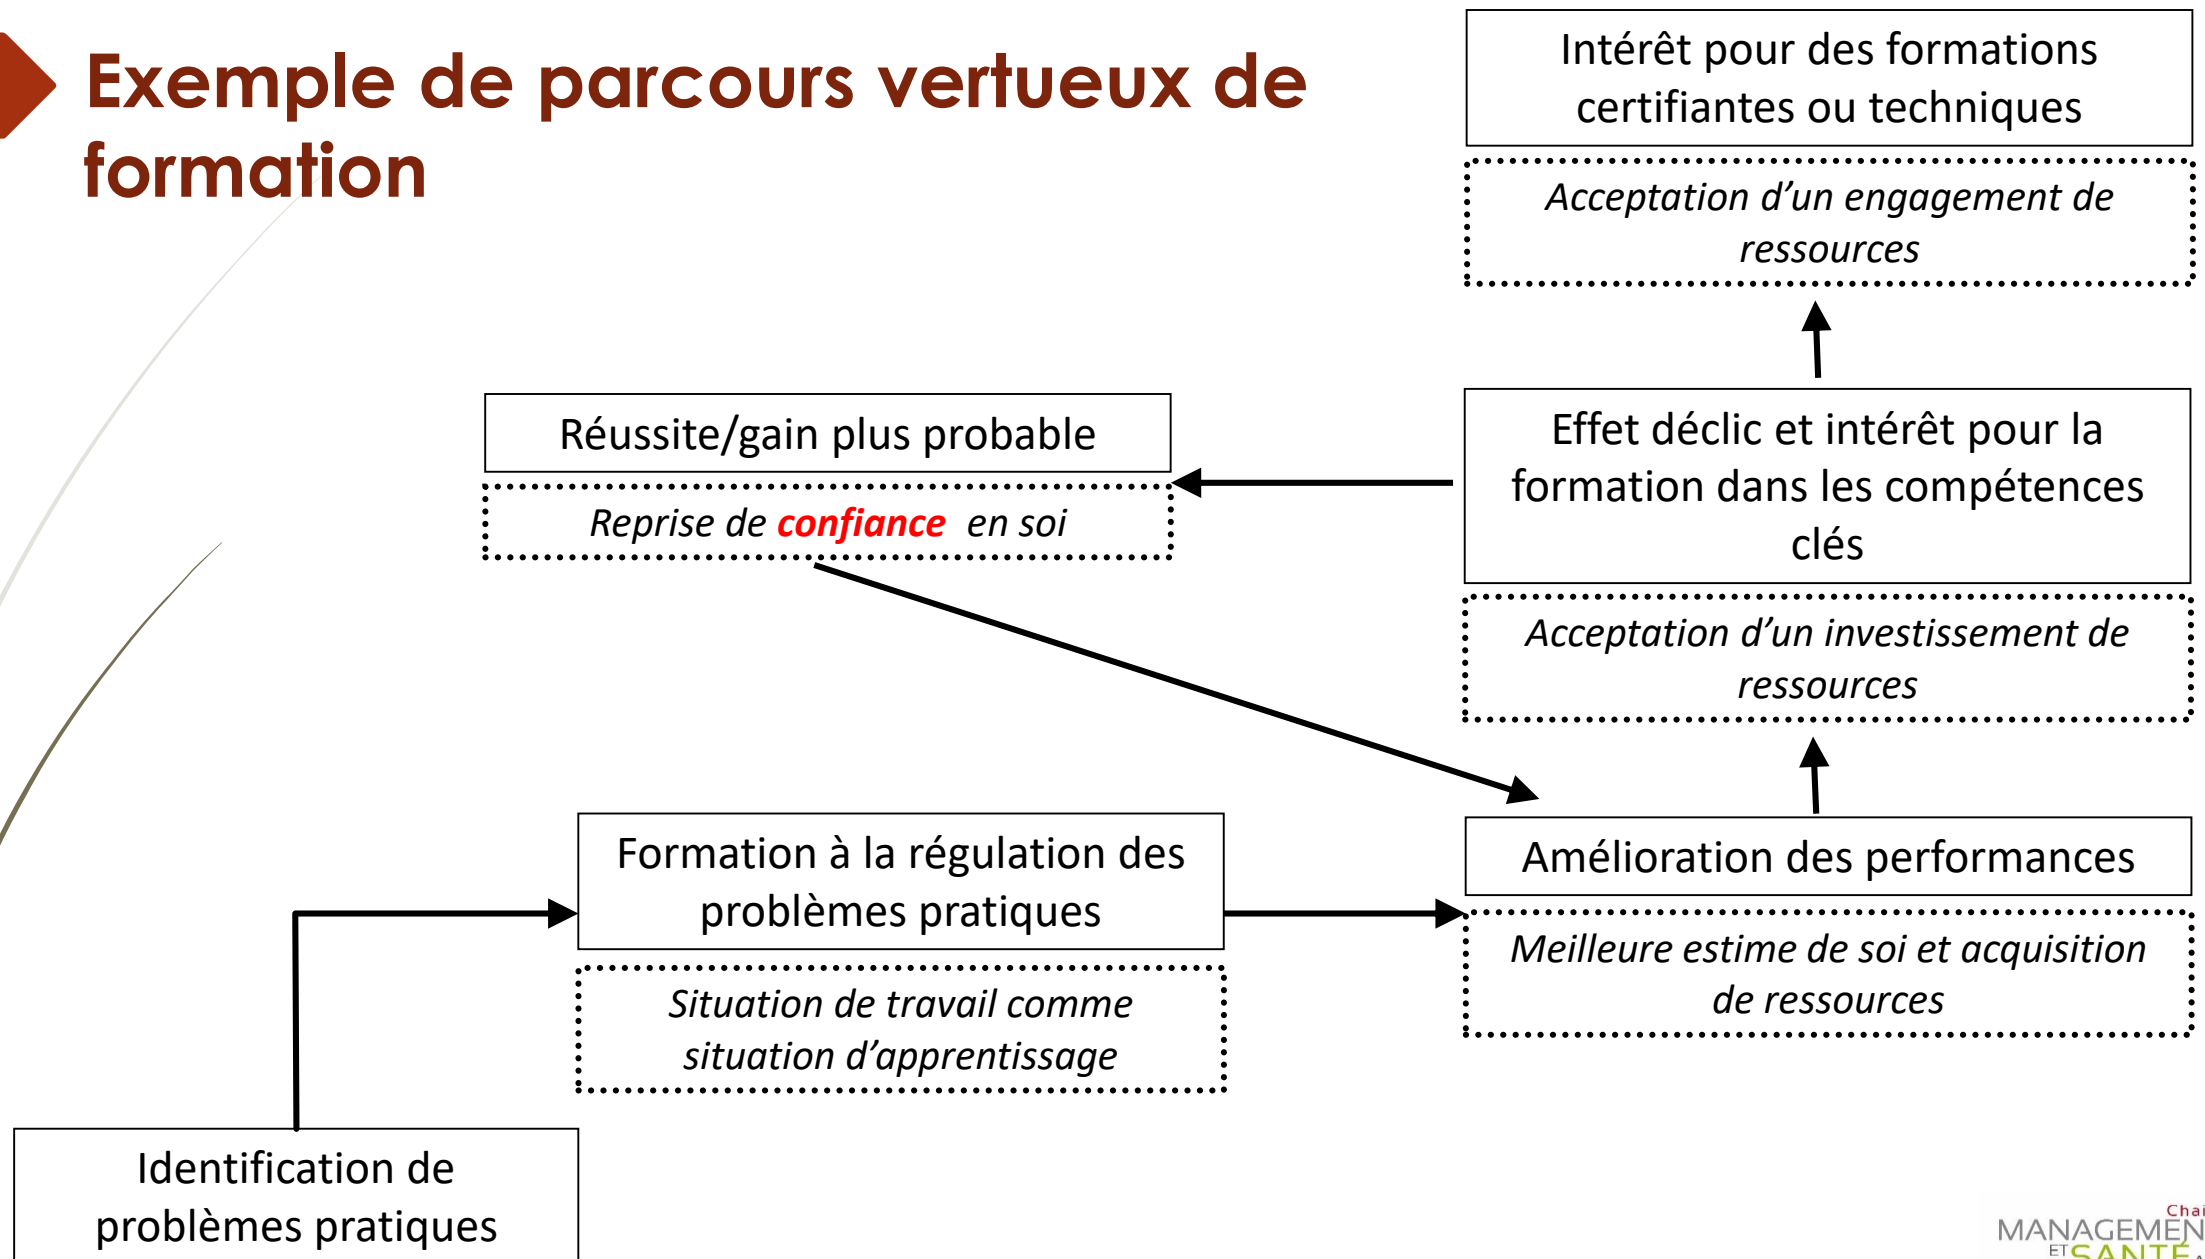 Exemple de parcours vertueux de
formation
Intérêt pour des formations
certifiantes ou techniques
Acceptation d'un engagement de
ressources
Réussite/gain plus probable
Reprise de confiance en soi
Effet déclic et intérêt pour la
formation dans les compétences
clés
Acceptation d'un investissement de
ressources
Formation à la régulation des
problèmes pratiques
Situation de travail comme
situation d'apprentissage
Amélioration des performances
Meilleure estime de soi et acquisition
de ressources
Identification de
problèmes pratiques
ET SANTÉ